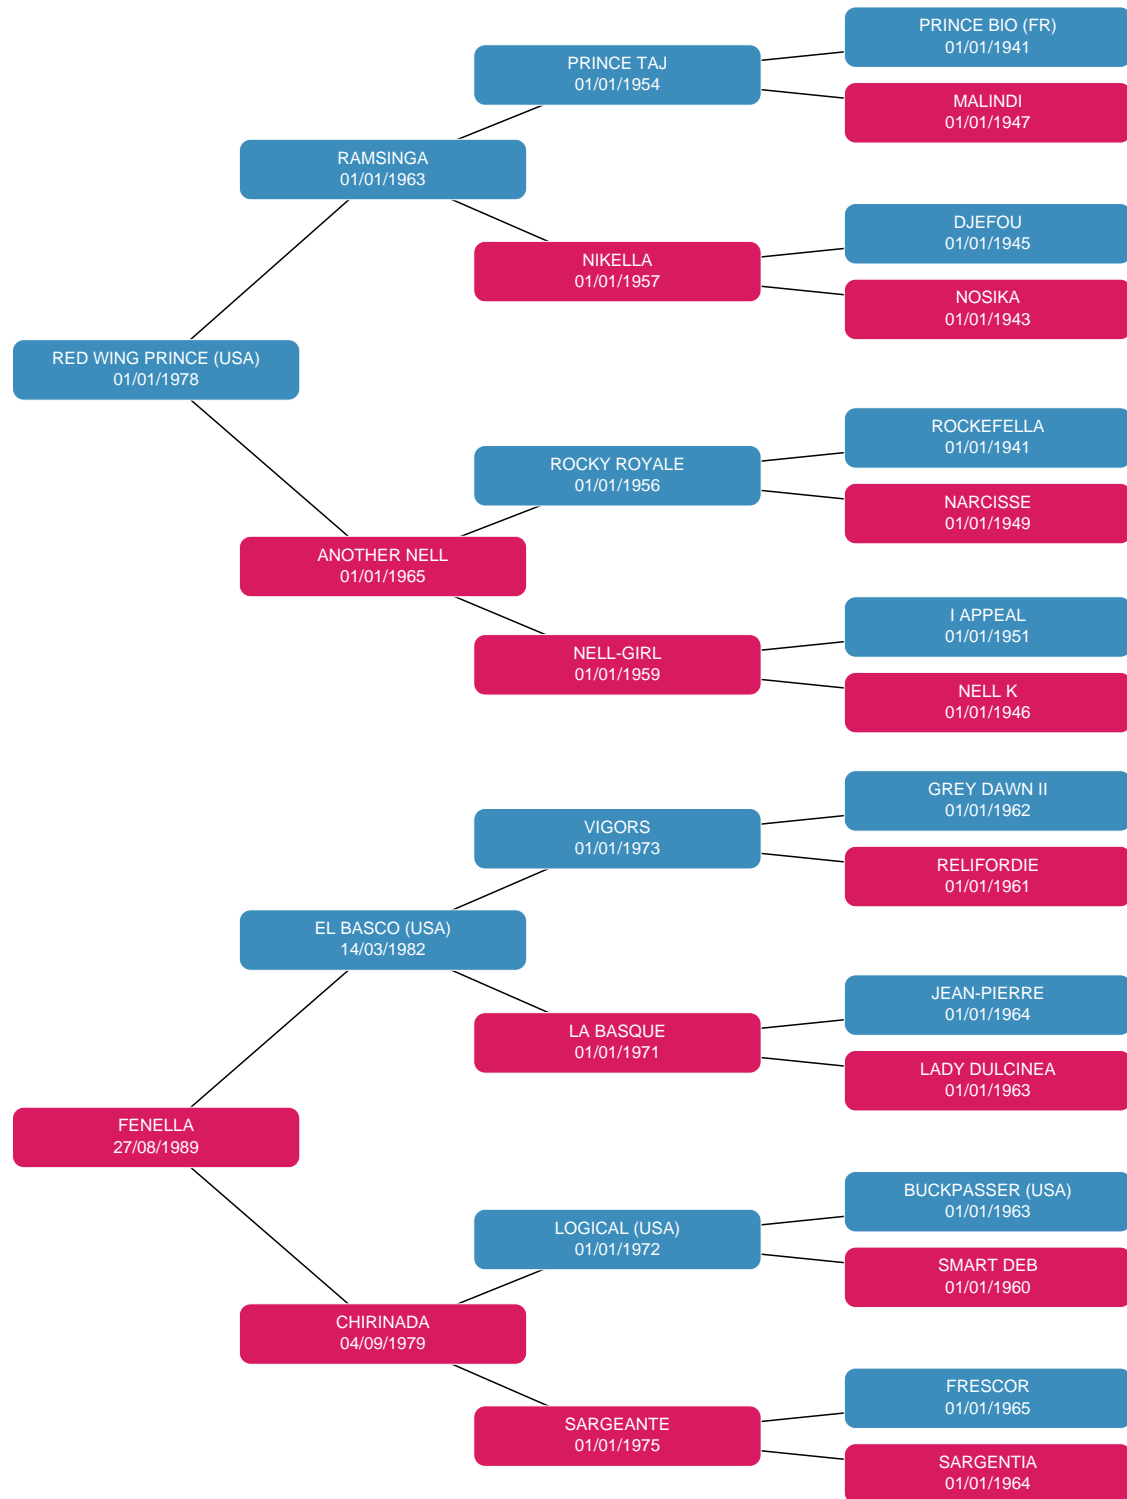 PRINCE BIO (FR)
01/01/1941
PRINCE TAJ
01/01/1954
MALINDI
01/01/1947
RAMSINGA
01/01/1963
DJEFOU
01/01/1945
NIKELLA
01/01/1957
NOSIKA
01/01/1943
RED WING PRINCE (USA)
01/01/1978
ROCKEFELLA
01/01/1941
ROCKY ROYALE
01/01/1956
NARCISSE
01/01/1949
ANOTHER NELL
01/01/1965
I APPEAL
01/01/1951
NELL-GIRL
01/01/1959
NELL K
01/01/1946
GREY DAWN II
01/01/1962
VIGORS
01/01/1973
RELIFORDIE
01/01/1961
EL BASCO (USA)
14/03/1982
JEAN-PIERRE
01/01/1964
LA BASQUE
01/01/1971
LADY DULCINEA
01/01/1963
FENELLA
27/08/1989
BUCKPASSER (USA)
01/01/1963
LOGICAL (USA)
01/01/1972
SMART DEB
01/01/1960
CHIRINADA
04/09/1979
FRESCOR
01/01/1965
SARGEANTE
01/01/1975
SARGENTIA
01/01/1964